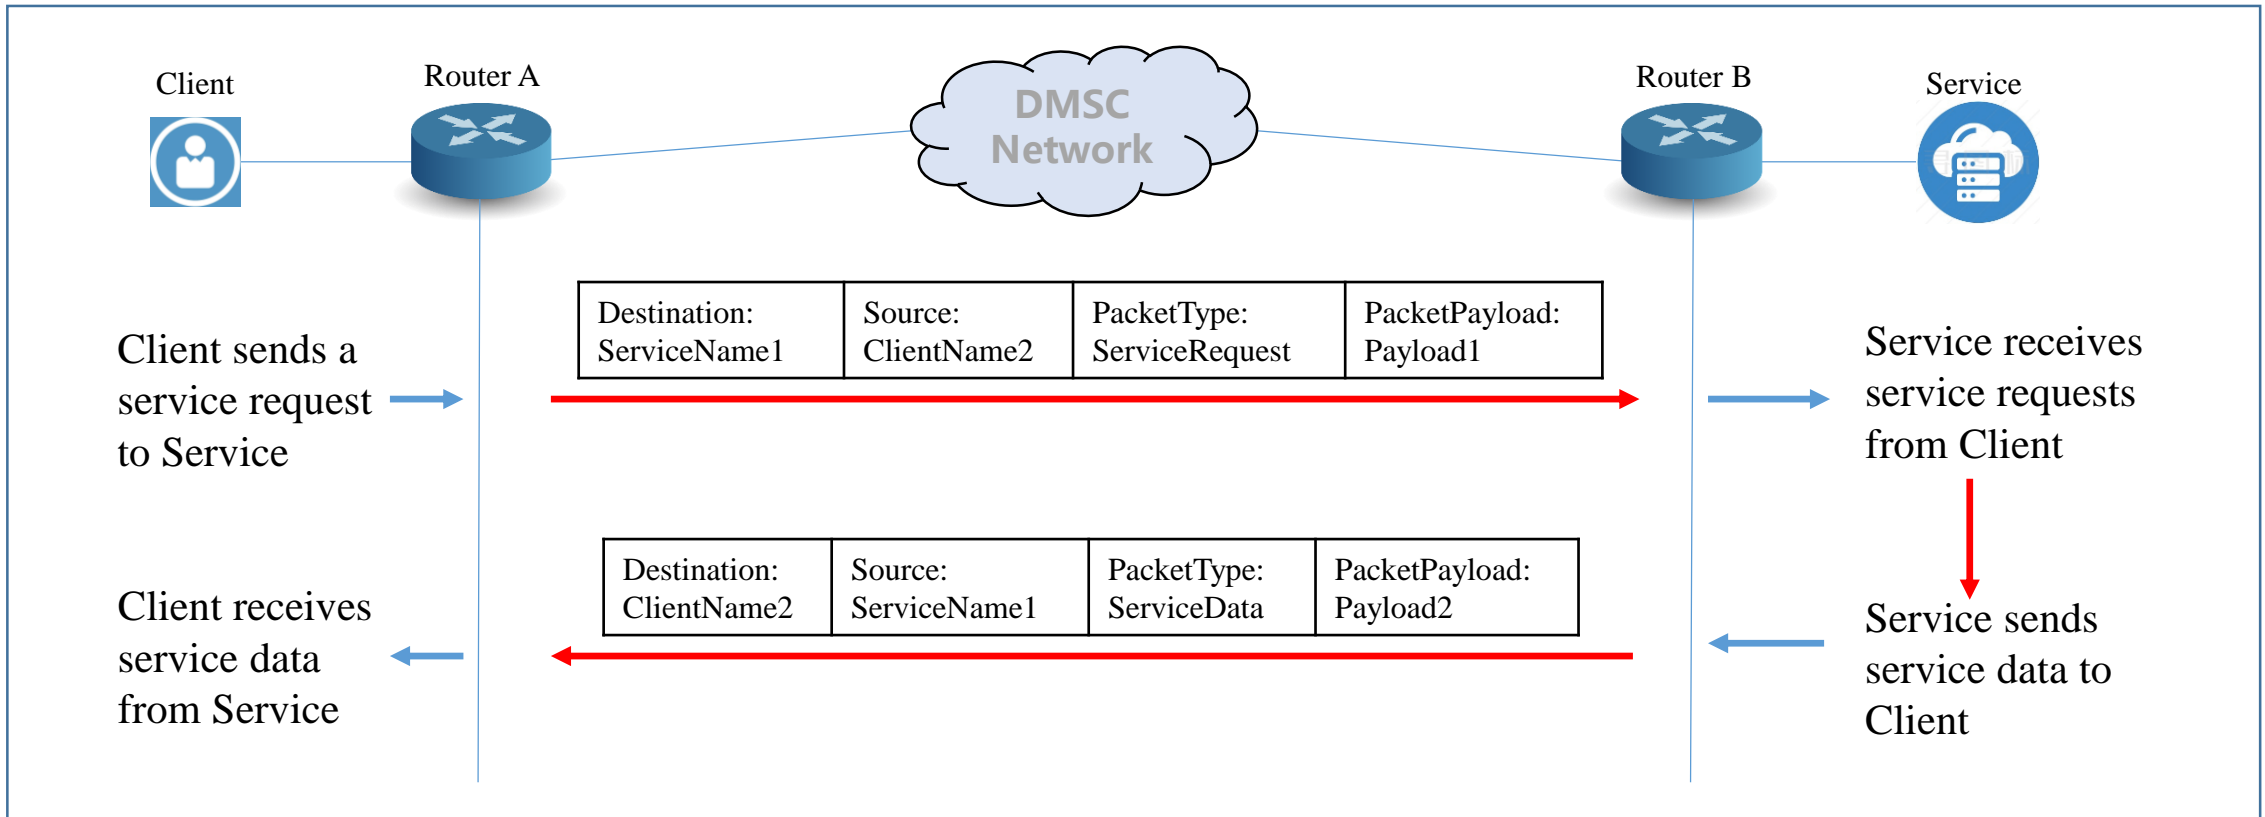 Client
Router A
DMSC
Network
Router B
Service
Destination:
ServiceName1
Source:
ClientName2
PacketType:
ServiceRequest
PacketPayload:
Payload1
Client sends a
service request
to Service
Service receives
service requests
from Client
Destination:
ClientName2
Source:
ServiceName1
PacketType:
ServiceData
PacketPayload:
Payload2
Client receives
service data
from Service
Service sends
service data to
Client